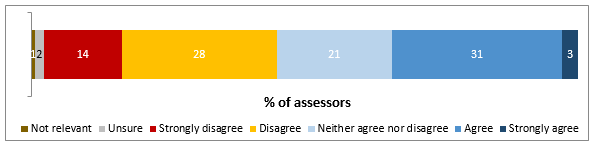 1 2 14 28 21 31 3
% of assessors
Not relevant Unsure Strongly disagree Disagree Neither agree nor disagree Agree Strongly agree